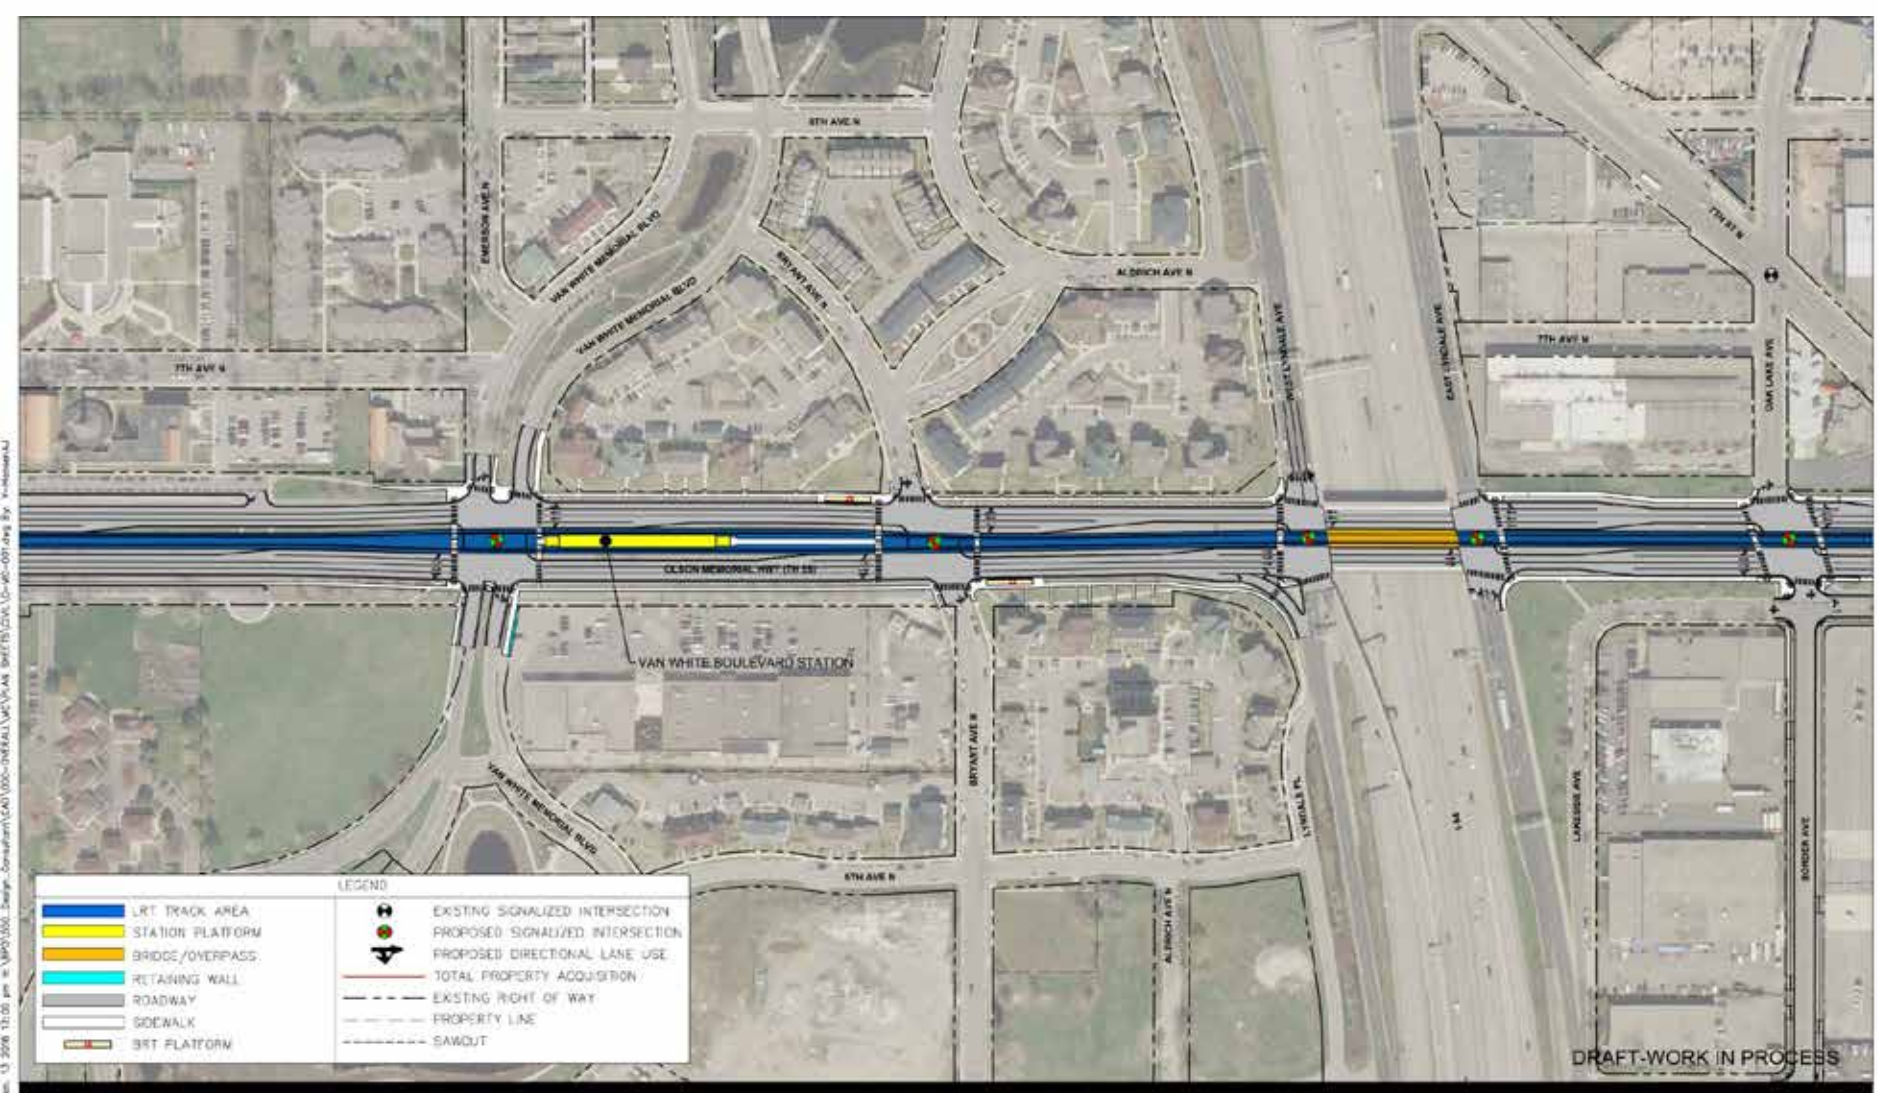 8TH AVE N
EMERSON AVE N
VAN WHITE MEMORIAL BLVD
VAN WHITE MEMORIAL BLVD
BRYANT AVE N
ALDRICH AVE N
7TH ST N
7TH AVE N
WEST LYNDALE AVE
EAST LYNDALE AVE
7TH AVE N
OAK LAKE AVE
OLSON MEMORIAL HWY (TH 55)
VAN WHITE BOULEVARD STATION
BRYANT AVE N
VAN WHITE MEMORIAL BLVD
LYNDALE PL
I-94
LAKESIDE AVE
BORDER AVE
6TH AVE N
ALDRICH AVE N
LEGEND
LRT TRACK AREA
STATION PLATFORM
BRIDGE/OVERPASS
RETAINING WALL
ROADWAY
SIDEWALK
BRT PLATFORM
EXISTING SIGNALIZED INTERSECTION
PROPOSED SIGNALIZED INTERSECTION
PROPOSED DIRECTIONAL LANE USE
TOTAL PROPERTY ACQUISITION
EXISTING RIGHT OF WAY
PROPERTY LINE
SAWCUT
DRAFT-WORK IN PROCESS